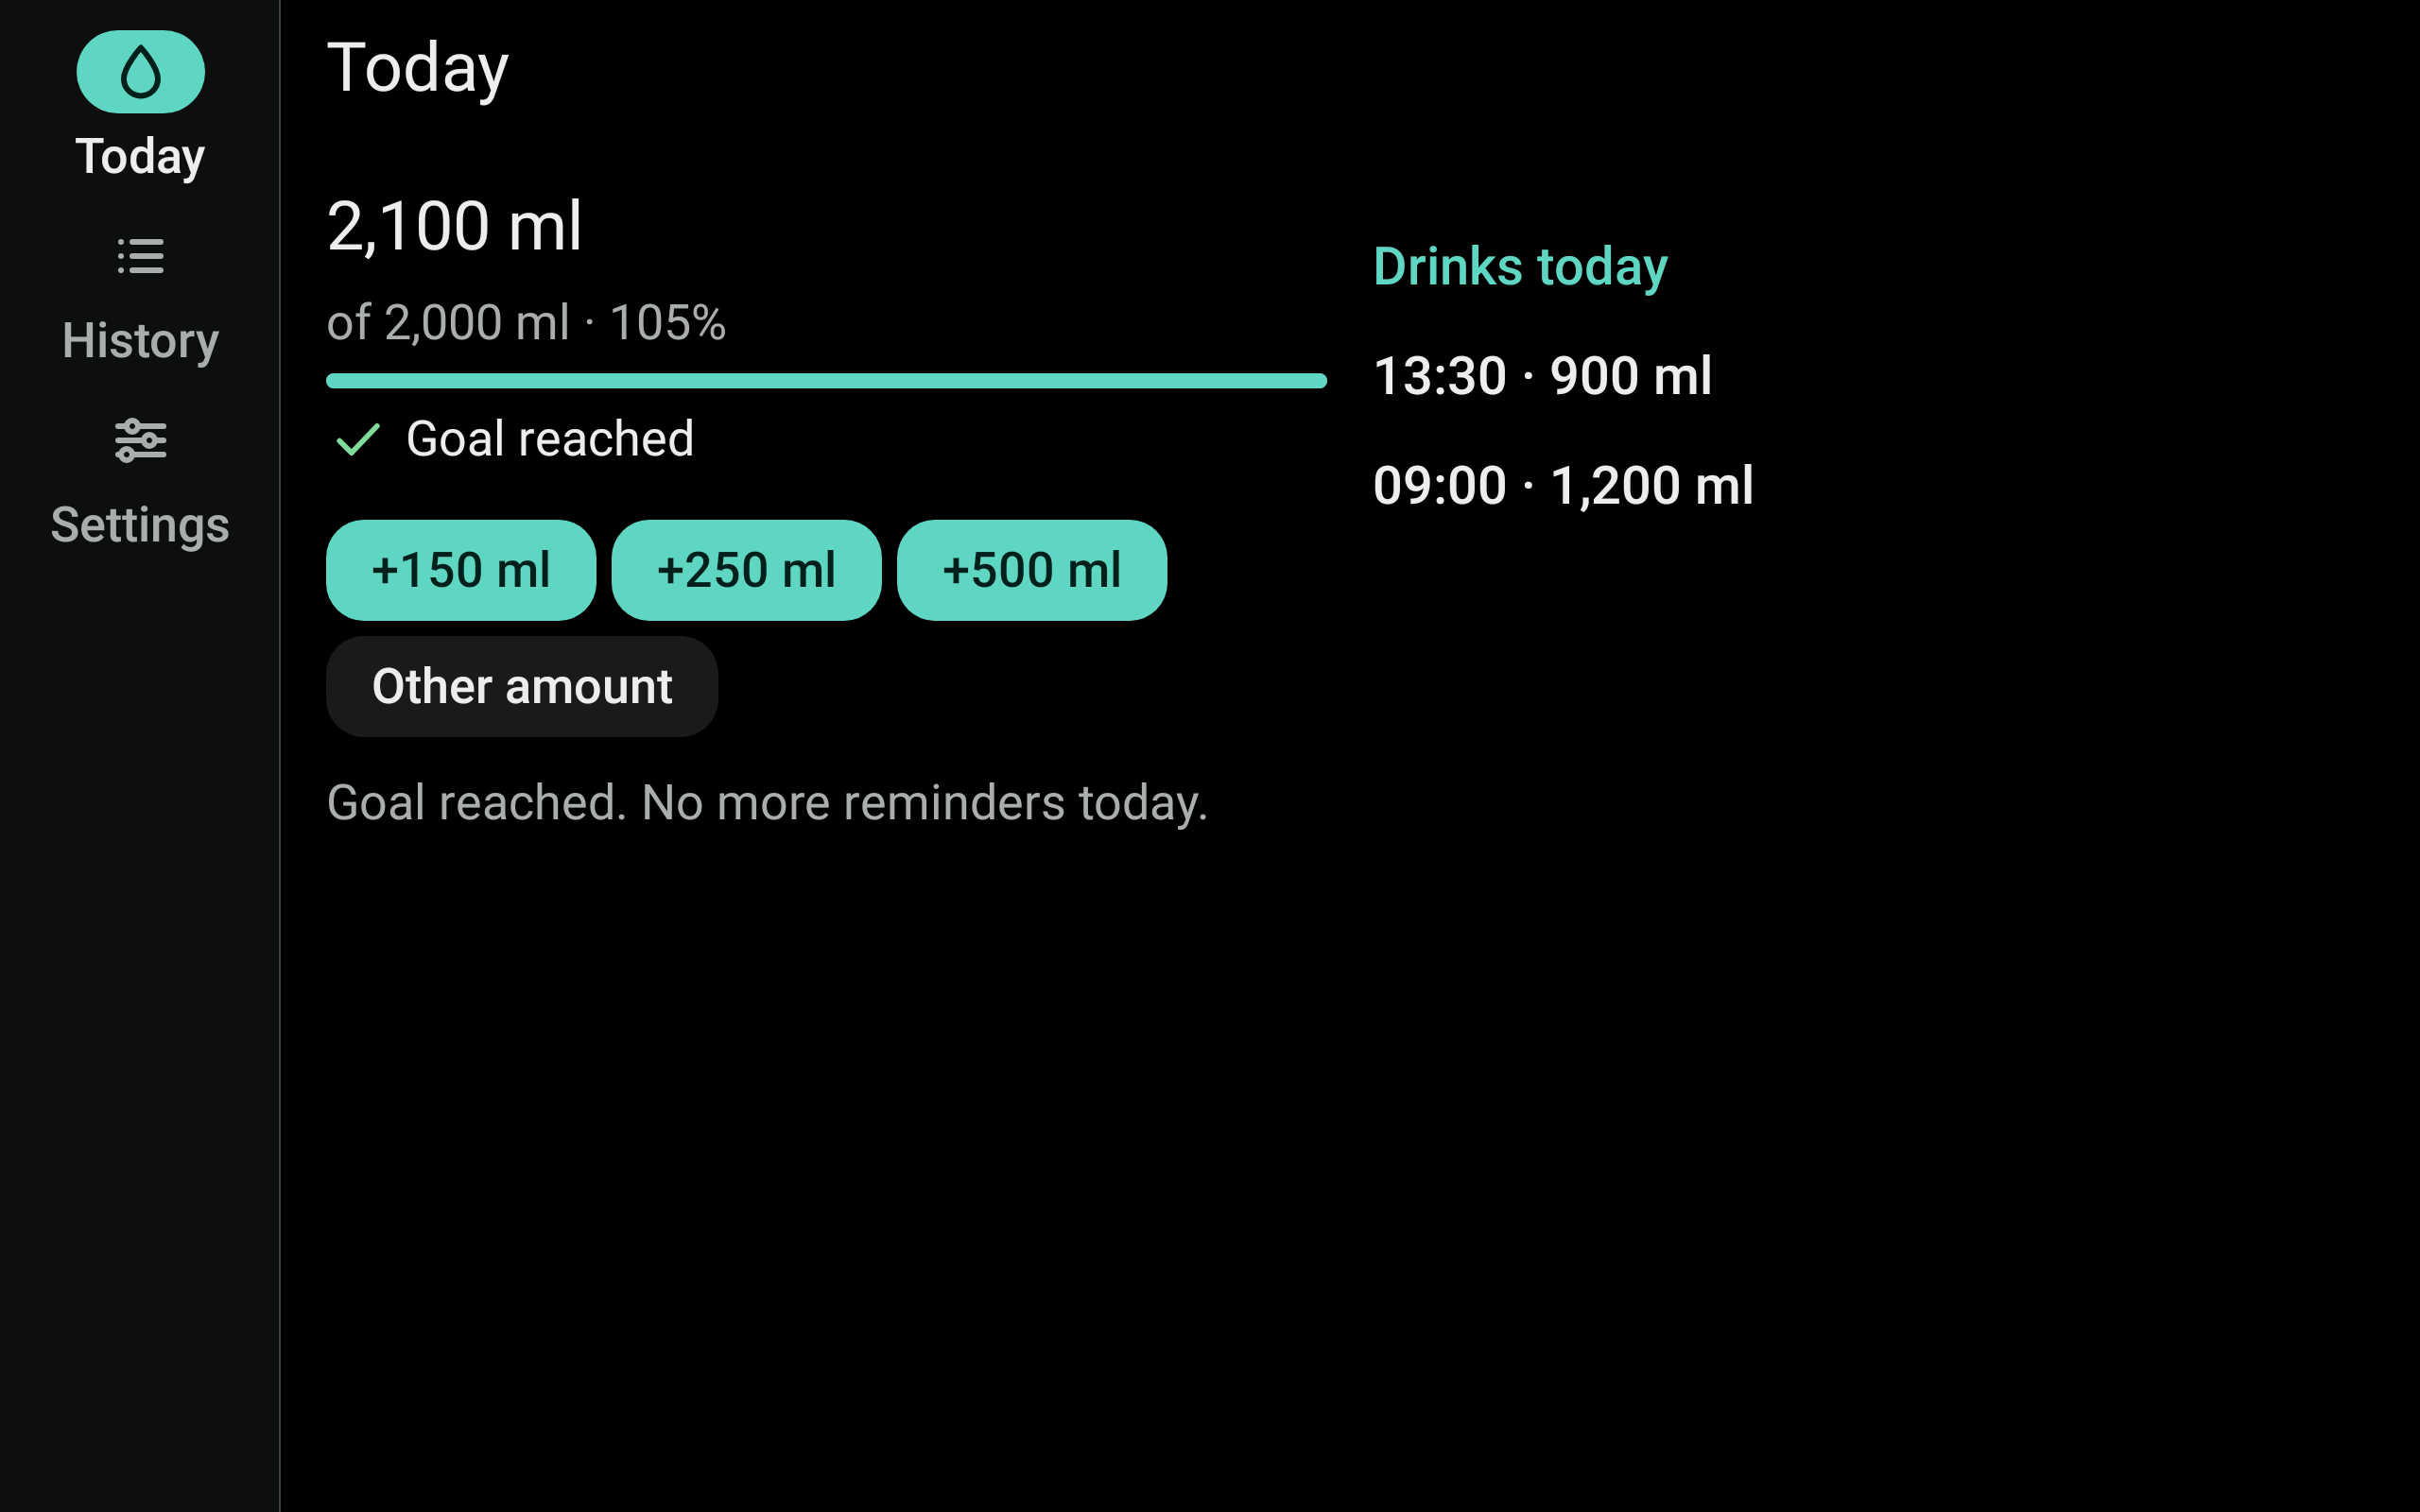 Today
History
Settings
Today
2,100 ml
of 2,000 ml · 105%
Goal reached
+150 ml
+250 ml
+500 ml
Other amount
Goal reached. No more reminders today.
Drinks today
13:30 · 900 ml
09:00 · 1,200 ml